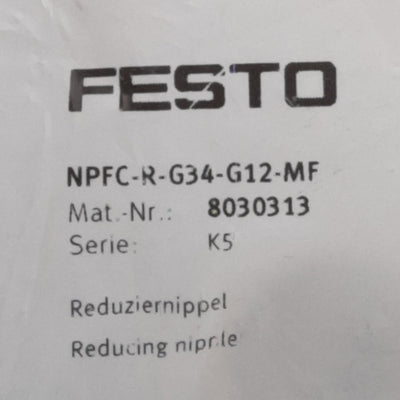 FESTO
NPFC-R-G34-G12-MF
Mat.-Nr.: 8030313
Serie: K5
Reduziernippel
Reducing nipple